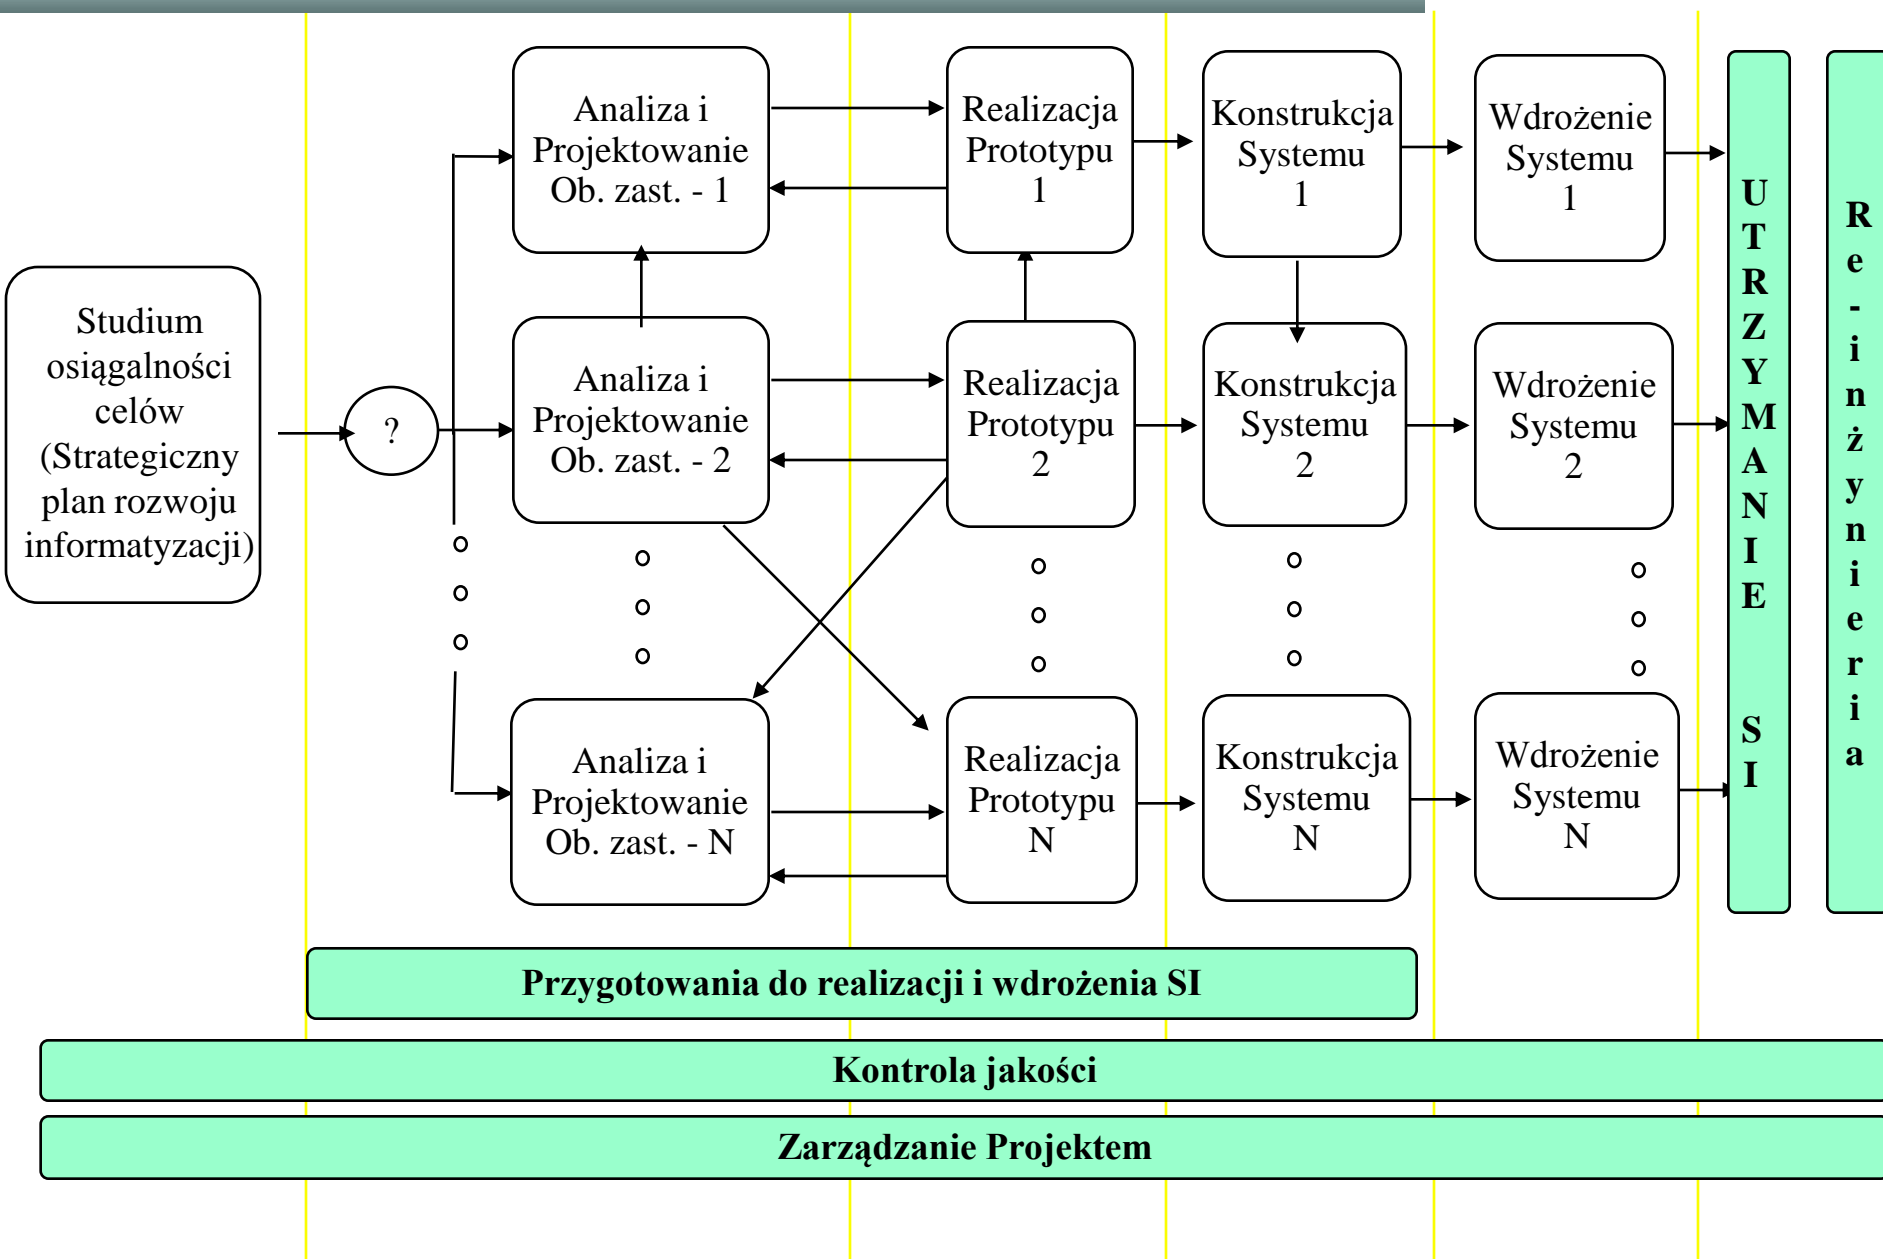 Studium
osiągalności
celów
(Strategiczny
plan rozwoju
informatyzacji)
?
Analiza i
Projektowanie
Ob. zast. - 1
Realizacja
Prototypu
1
Konstrukcja
Systemu
1
Wdrożenie
Systemu
1
Analiza i
Projektowanie
Ob. zast. - 2
Realizacja
Prototypu
2
Konstrukcja
Systemu
2
Wdrożenie
Systemu
2
Analiza i
Projektowanie
Ob. zast. - N
Realizacja
Prototypu
N
Konstrukcja
Systemu
N
Wdrożenie
Systemu
N
UTRZYMANIE SI
Re-inżynieria
Przygotowania do realizacji i wdrożenia SI
Kontrola jakości
Zarządzanie Projektem